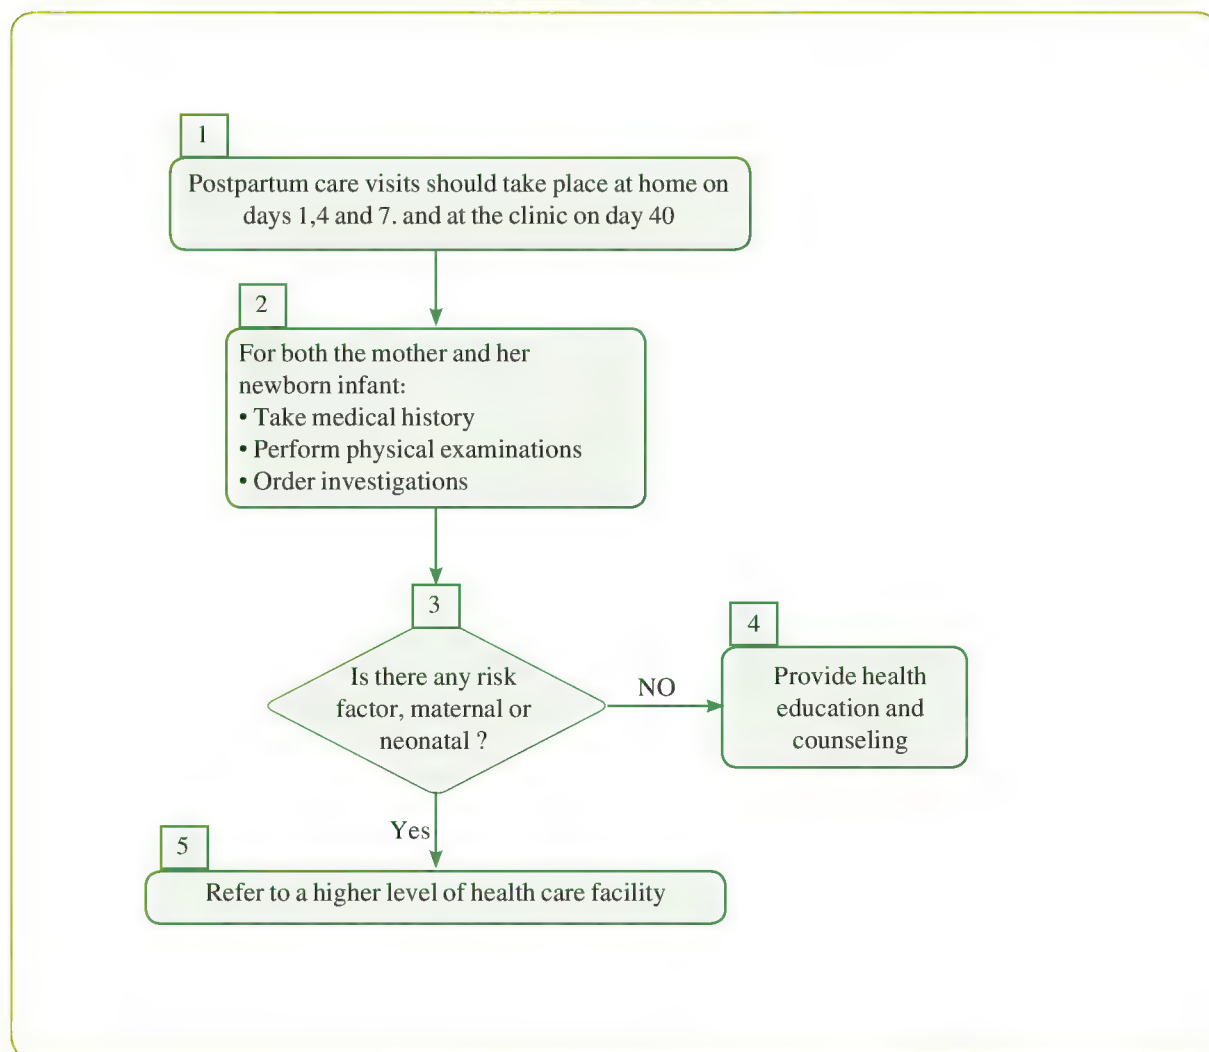 1
Postpartum care visits should take place at home on
days 1,4 and 7. and at the clinic on day 40
2
For both the mother and her
newborn infant:
• Take medical history
• Perform physical examinations
• Order investigations
3
Is there any risk
factor, maternal or
neonatal ?
NO
4
Provide health
education and
counseling
Yes
5
Refer to a higher level of health care facility